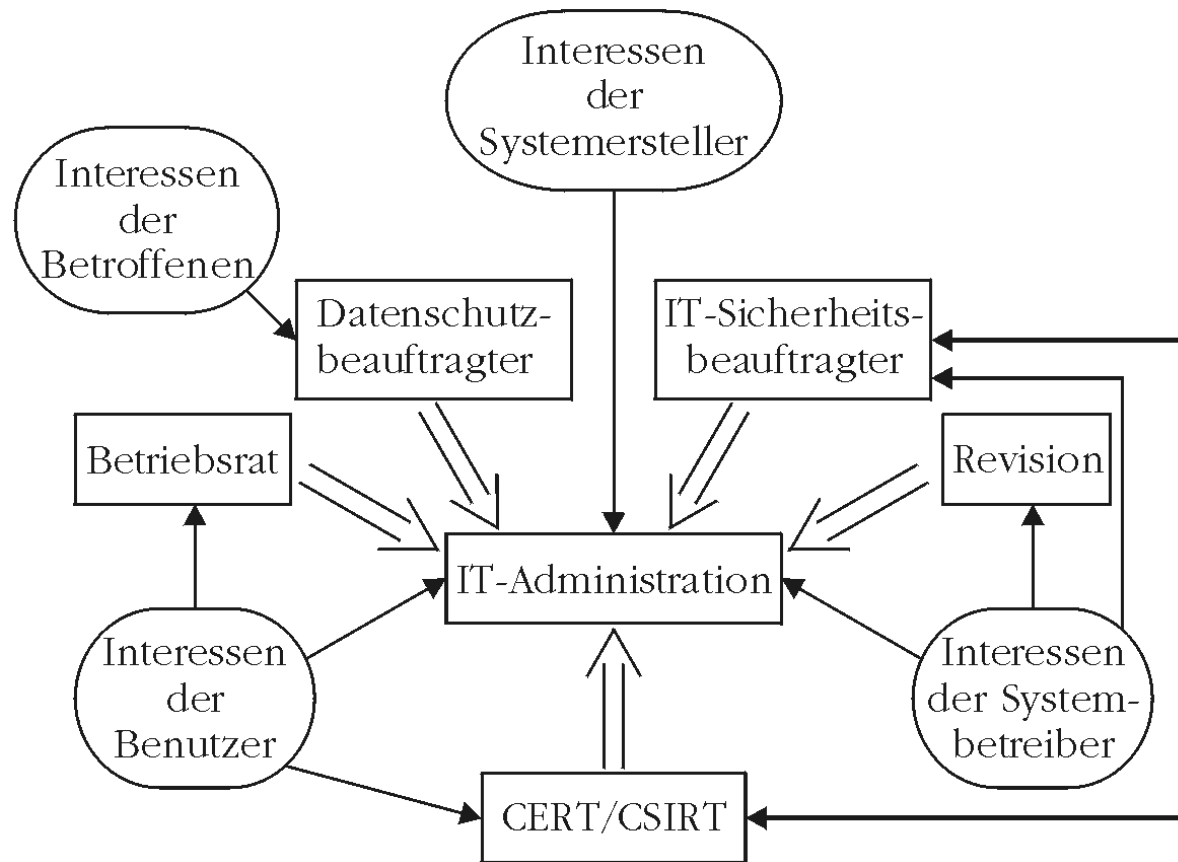 Interessen
der
Systemersteller
Interessen
der
Betroffenen
Datenschutz-
beauftragter
IT-Sicherheits-
beauftragter
Betriebsrat
Revision
IT-Administration
Interessen
der
Benutzer
Interessen
der System-
betreiber
CERT/CSIRT